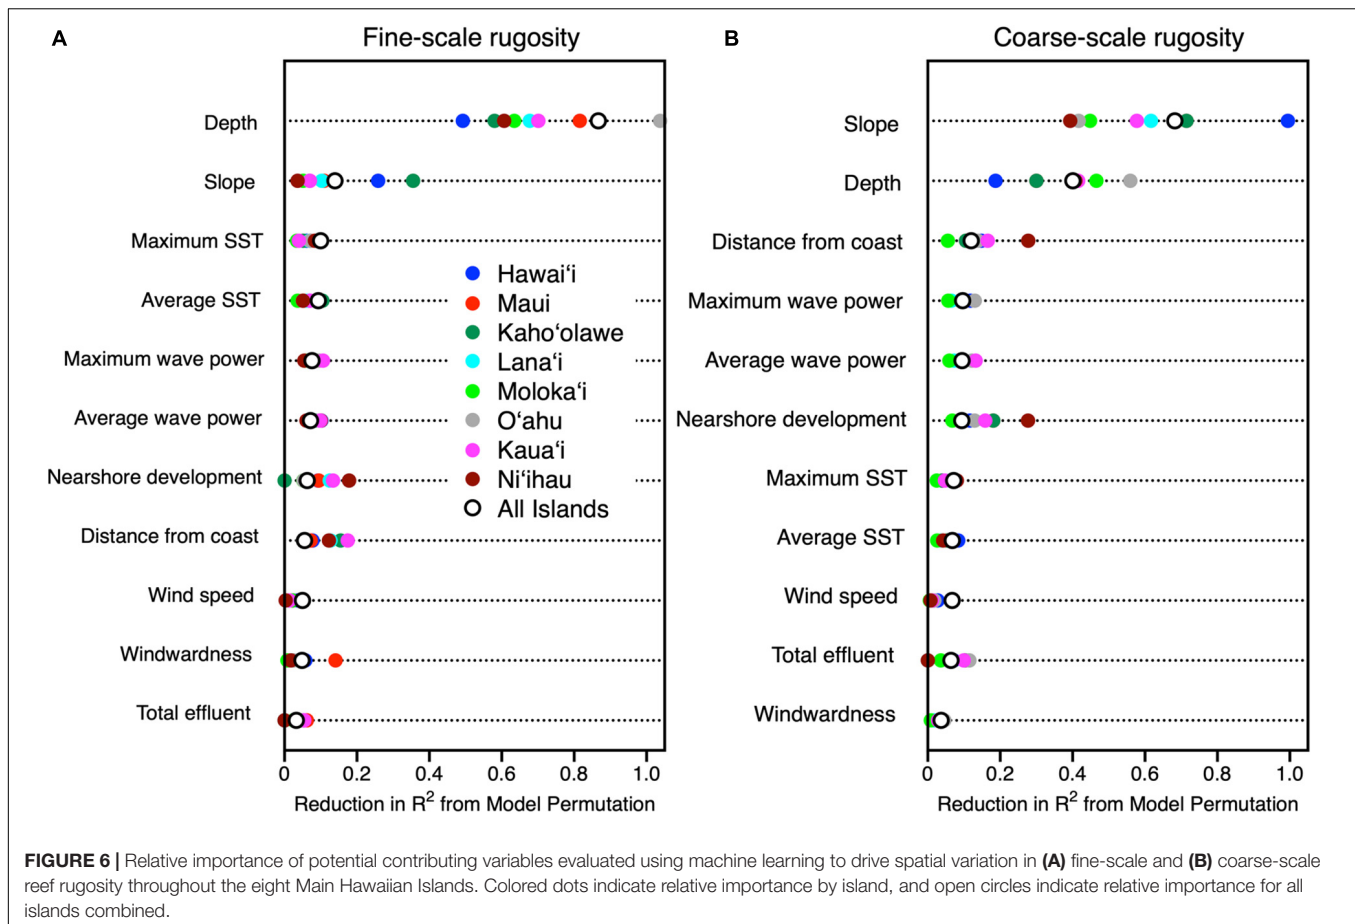 A
Fine-scale rugosity
Depth
Slope
Maximum SST
Average SST
Maximum wave power
Average wave power
Nearshore development
Distance from coast
Wind speed
Windwardness
Total effluent
Hawai‘i
Maui
Kaho‘olawe
Lana‘i
Moloka‘i
O‘ahu
Kaua‘i
Ni‘ihau
All Islands
0 0.2 0.4 0.6 0.8 1.0
Reduction in R² from Model Permutation
B
Coarse-scale rugosity
Slope
Depth
Distance from coast
Maximum wave power
Average wave power
Nearshore development
Maximum SST
Average SST
Wind speed
Total effluent
Windwardness
0 0.2 0.4 0.6 0.8 1.0
Reduction in R² from Model Permutation
FIGURE 6 | Relative importance of potential contributing variables evaluated using machine learning to drive spatial variation in (A) fine-scale and (B) coarse-scale
reef rugosity throughout the eight Main Hawaiian Islands. Colored dots indicate relative importance by island, and open circles indicate relative importance for all
islands combined.